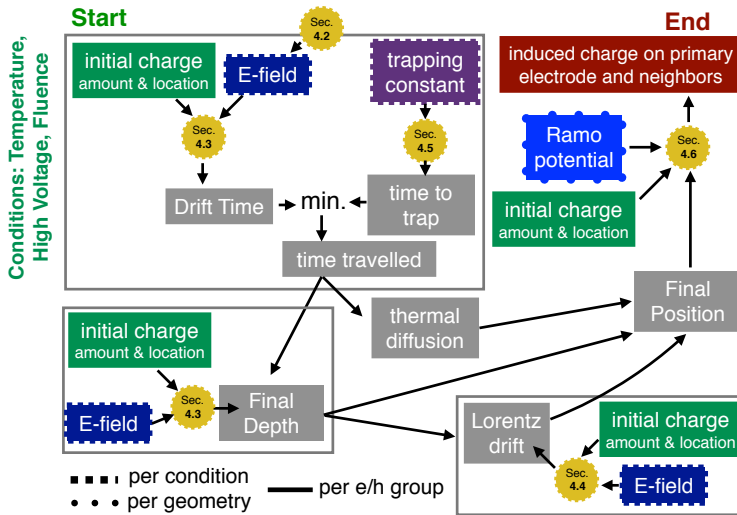 Start
End
Conditions: Temperature,
High Voltage, Fluence
Sec.
4.2
initial charge
amount & location
E-field
trapping
constant
induced charge on primary
electrode and neighbors
Sec.
4.3
Sec.
4.5
Ramo
potential
Sec.
4.6
Drift Time
min.
time to
trap
initial charge
amount & location
time travelled
thermal
diffusion
Final
Position
initial charge
amount & location
Sec.
4.3
E-field
Final
Depth
Lorentz
drift
initial charge
amount & location
Sec.
4.4
E-field
per condition
per geometry
per e/h group